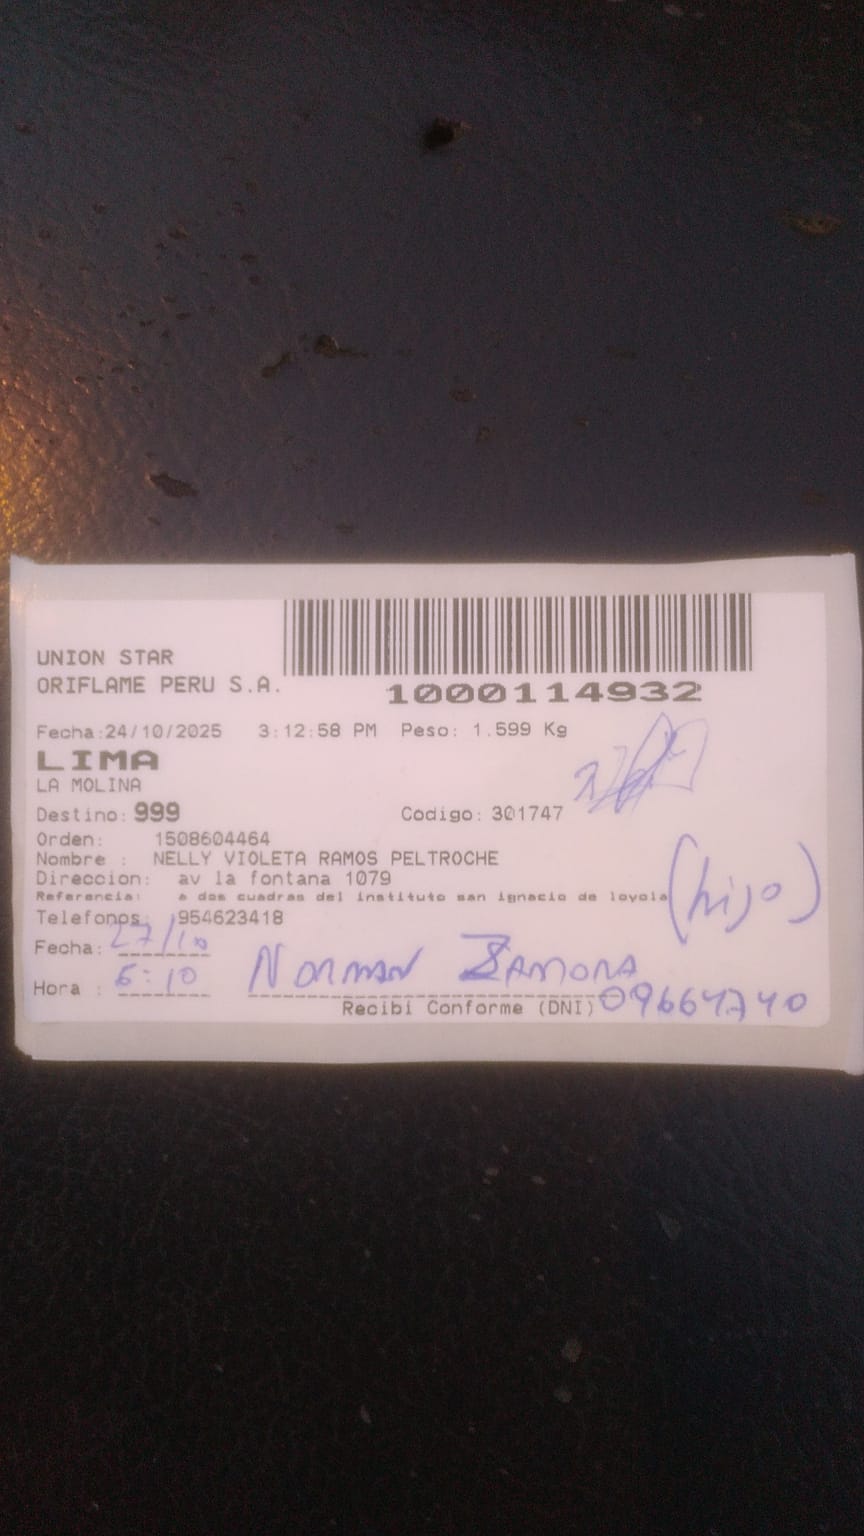 UNION STAR
ORIFLAME PERU S.A.
1000114932
Fecha:24/10/2025 3:12:58 PM Peso: 1.599 Kg
LIMA
LA MOLINA
Destino: 999 Codigo: 301747
Orden: 1508604464
Nombre : NELLY VIOLETA RAMOS PELTROCHE
Direccion: av la fontana 1079
Referencia: a dos cuadras del instituto san ignacio de loyola
(hijo)
Telefonos: 954623418
Fecha: 27/10
Hora : 6:10 NORMAN ZAMORA
Recibi Conforme (DNI)